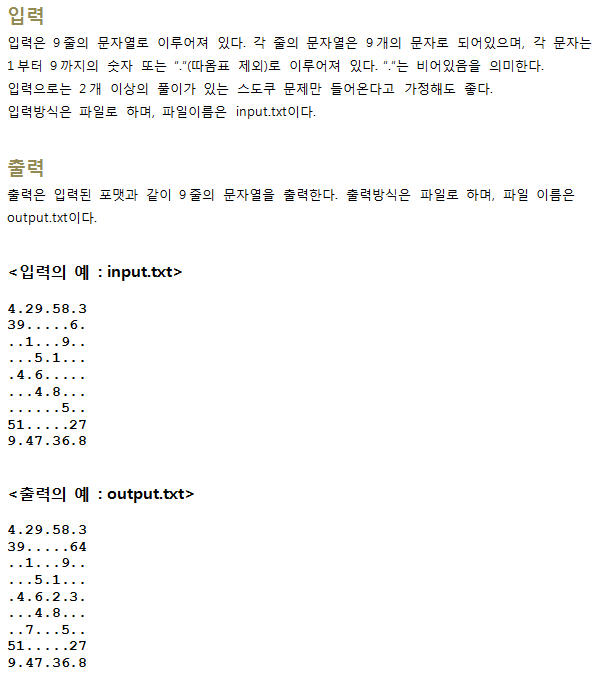 입력
입력은 9줄의 문자열로 이루어져 있다. 각 줄의 문자열은 9개의 문자로 되어있으며, 각 문자는
1부터 9까지의 숫자 또는 "."(따옴표 제외)로 이루어져 있다. "."는 비어있음을 의미한다.
입력으로는 2개 이상의 풀이가 있는 스도쿠 문제만 들어온다고 가정해도 좋다.
입력방식은 파일로 하며, 파일이름은 input.txt이다.
출력
출력은 입력된 포맷과 같이 9줄의 문자열을 출력한다. 출력방식은 파일로 하며, 파일 이름은
output.txt이다.
<입력의 예 : input.txt>
4.29.58.3
39.....6.
..1...9..
...5.1...
.4.6.....
...4.8...
......5..
51.....27
9.47.36.8
<출력의 예 : output.txt>
4.29.58.3
39.....64
..1...9..
...5.1...
.4.6.2.3.
...4.8...
..7...5..
51.....27
9.47.36.8